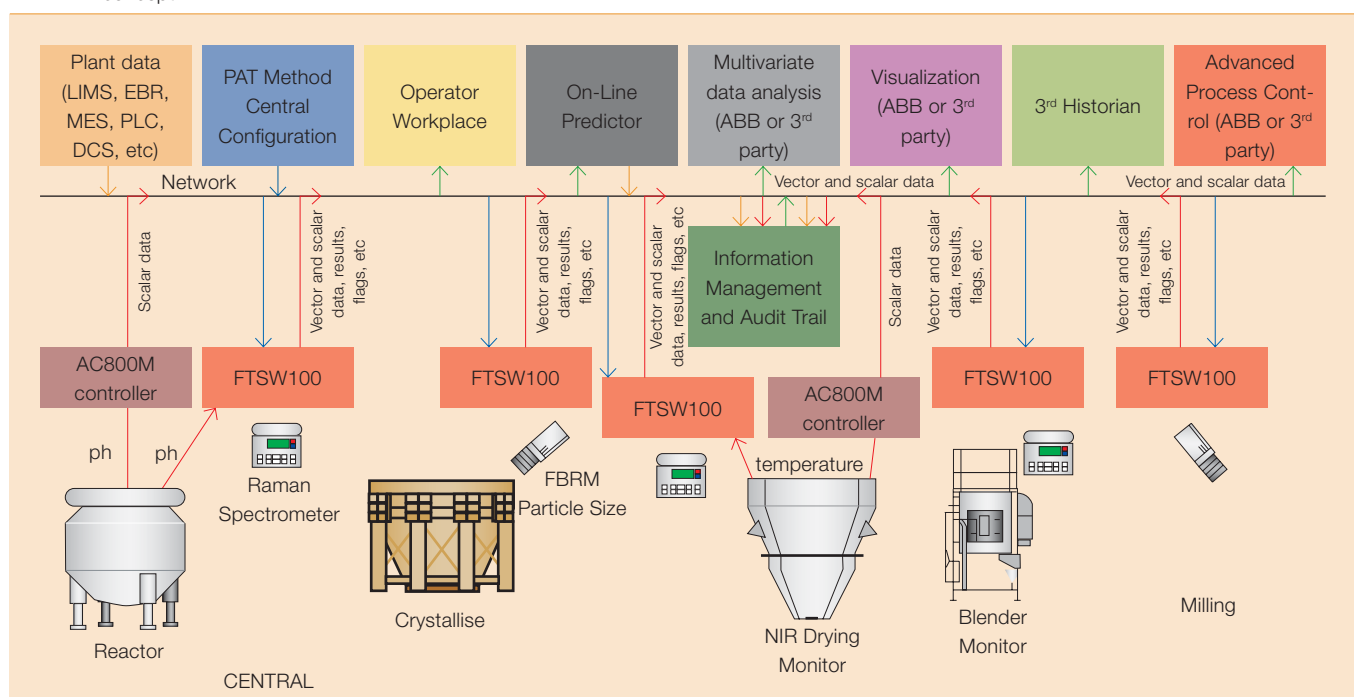 Plant data
(LIMS, EBR,
MES, PLC,
DCS, etc)
PAT Method
Central
Configuration
Operator
Workplace
On-Line
Predictor
Multivariate
data analysis
(ABB or 3rd
party)
Visualization
(ABB or 3rd
party)
3rd Historian
Advanced
Process Cont-
rol (ABB or 3rd
party)
Network
Vector and scalar data
Vector and scalar data
Scalar data
Vector and scalar
data, results,
flags, etc
Vector and scalar
data, results,
flags, etc
Vector and scalar
data, results, flags, etc
Information
Management
and Audit Trail
Scalar data
Vector and scalar
data, results,
flags, etc
Vector and scalar
data, results,
flags, etc
AC800M
controller
FTSW100
FTSW100
FTSW100
AC800M
controller
FTSW100
FTSW100
ph
ph
temperature
Raman
Spectrometer
FBRM
Particle Size
Reactor
Crystallise
NIR Drying
Monitor
Blender
Monitor
Milling
CENTRAL